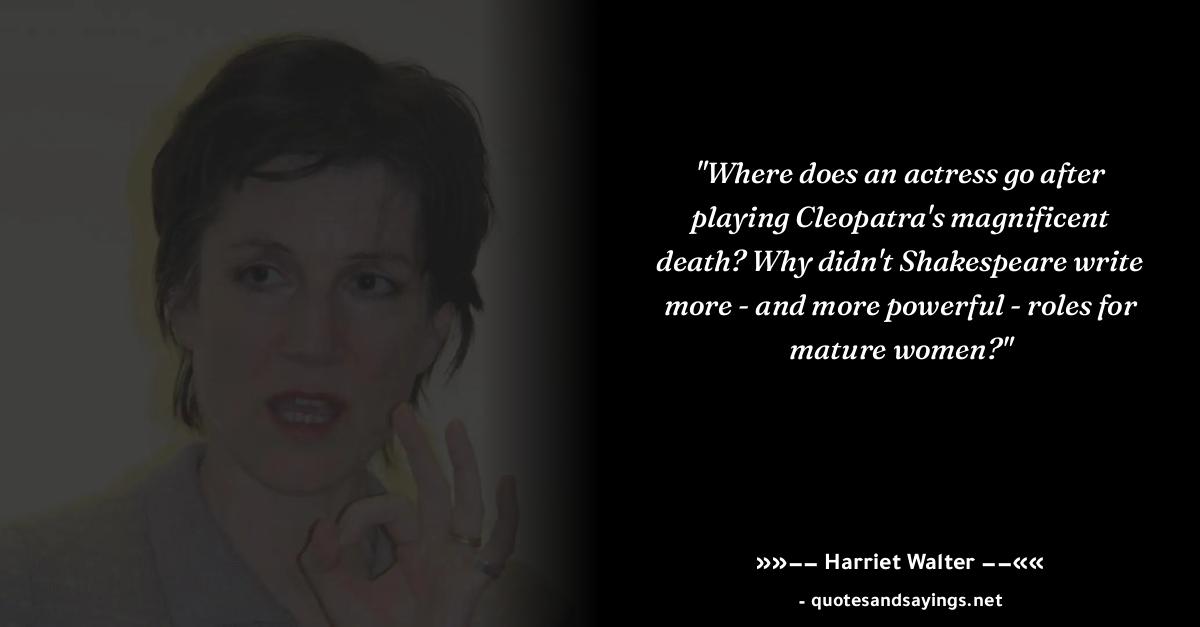 "Where does an actress go after
playing Cleopatra's magnificent
death? Why didn't Shakespeare write
more - and more powerful - roles for
mature women?"
»»–– Harriet Walter ––««
- quotesandsayings.net